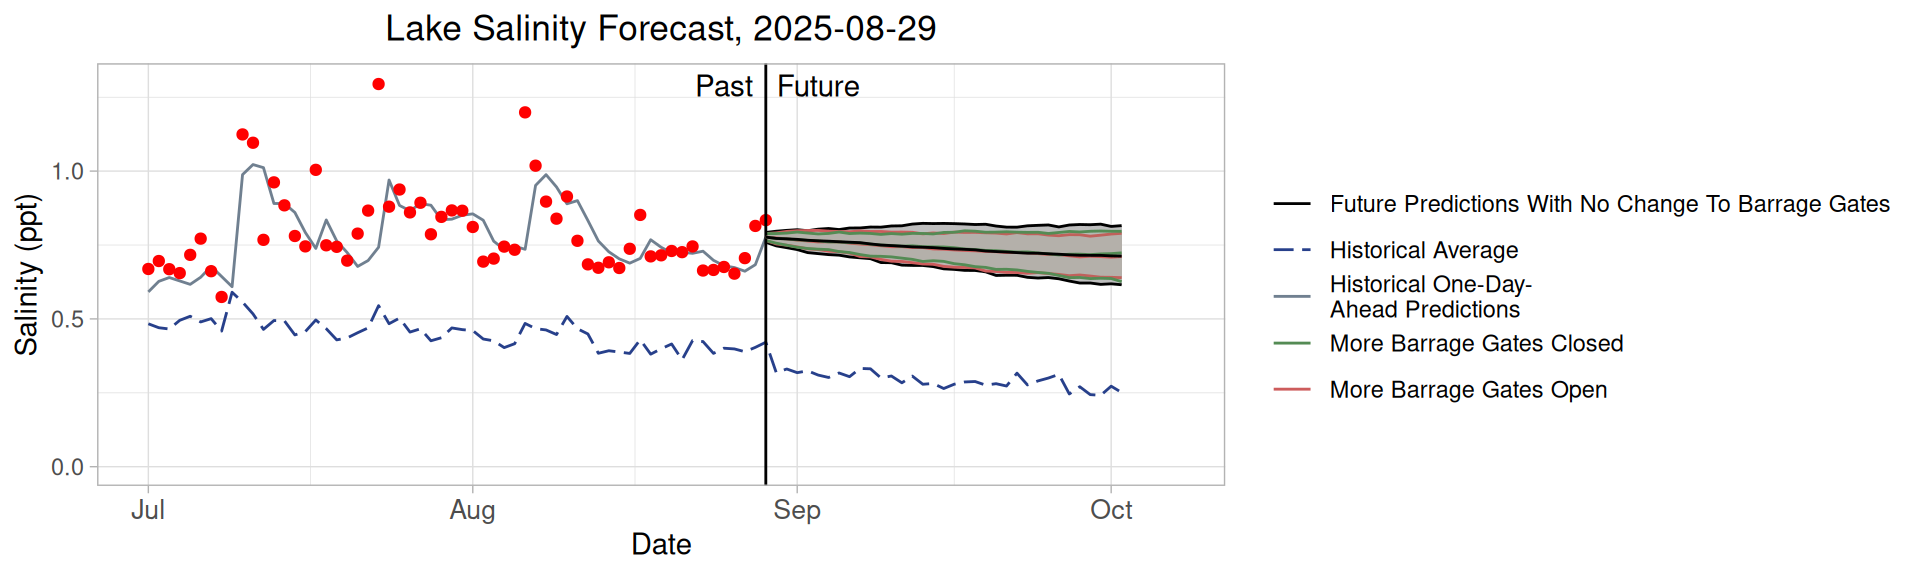 Lake Salinity Forecast, 2025-08-29
Past Future
Salinity (ppt)
1.0
0.5
0.0
Jul Aug Sep Oct
Date
Future Predictions With No Change To Barrage Gates
Historical Average
Historical One-Day-
Ahead Predictions
More Barrage Gates Closed
More Barrage Gates Open